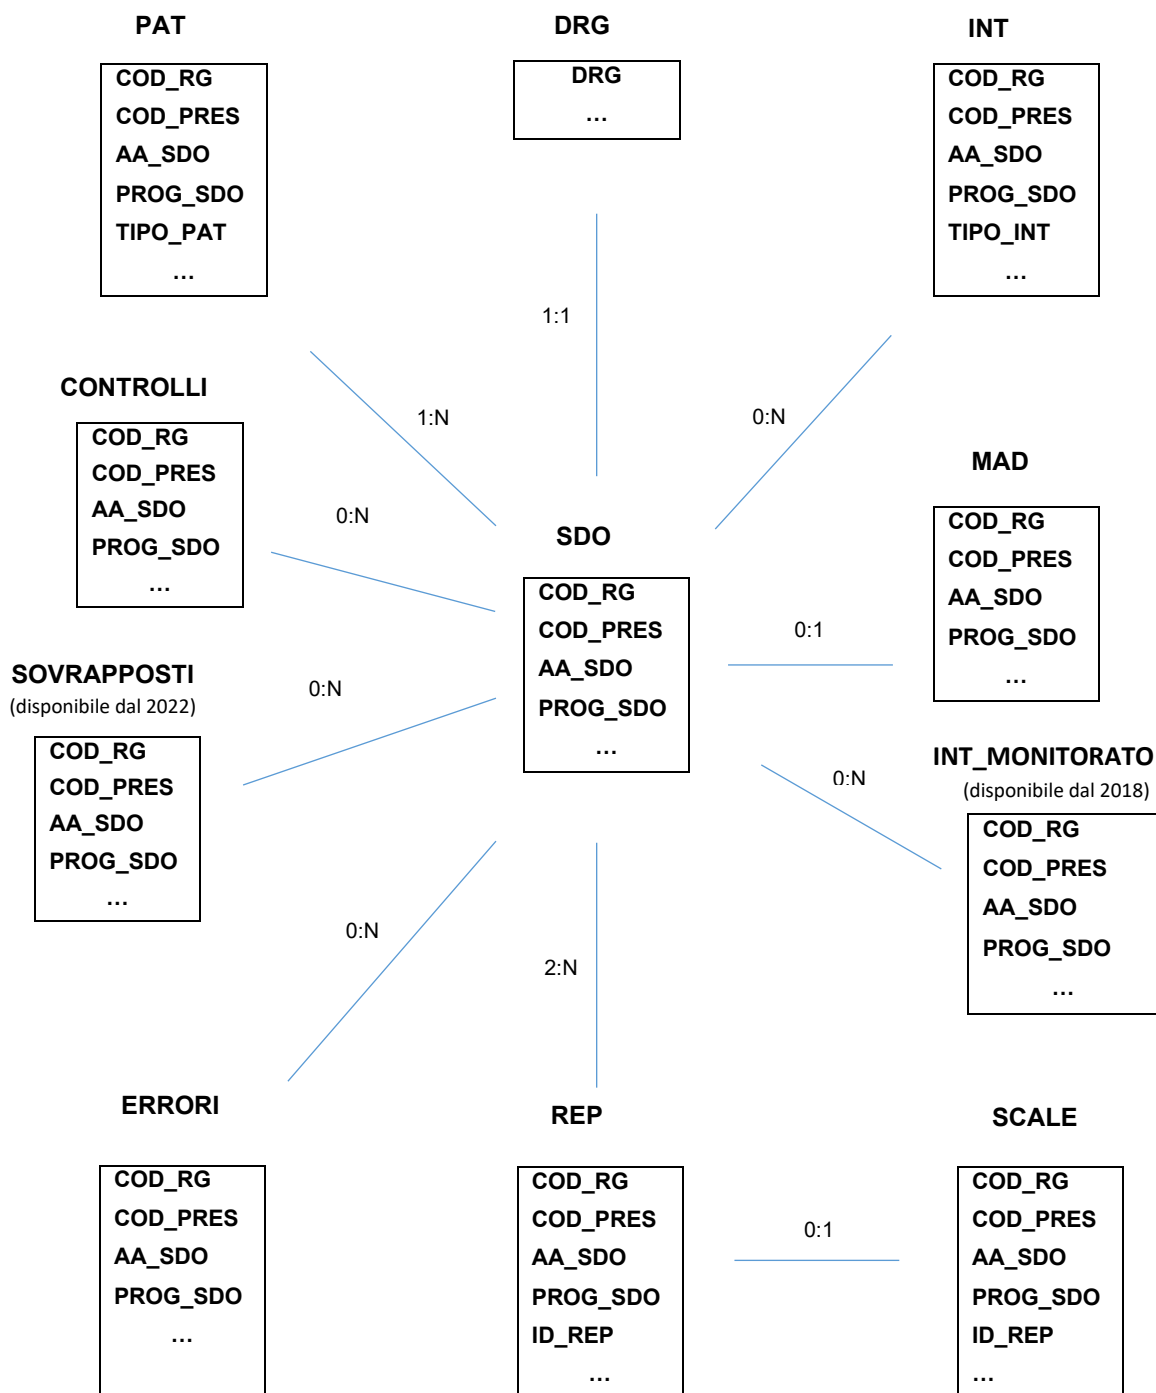 PAT
COD_RG
COD_PRES
AA_SDO
PROG_SDO
TIPO_PAT
…
DRG
DRG
…
INT
COD_RG
COD_PRES
AA_SDO
PROG_SDO
TIPO_INT
…
1:1
1:N
0:N
CONTROLLI
COD_RG
COD_PRES
AA_SDO
PROG_SDO
…
0:N
SDO
COD_RG
COD_PRES
AA_SDO
PROG_SDO
…
MAD
COD_RG
COD_PRES
AA_SDO
PROG_SDO
…
0:1
SOVRAPPOSTI
(disponibile dal 2022)
COD_RG
COD_PRES
AA_SDO
PROG_SDO
…
0:N
INT_MONITORATO
(disponibile dal 2018)
COD_RG
COD_PRES
AA_SDO
PROG_SDO
…
0:N
0:N
2:N
ERRORI
COD_RG
COD_PRES
AA_SDO
PROG_SDO
…
REP
COD_RG
COD_PRES
AA_SDO
PROG_SDO
ID_REP
…
0:1
SCALE
COD_RG
COD_PRES
AA_SDO
PROG_SDO
ID_REP
…